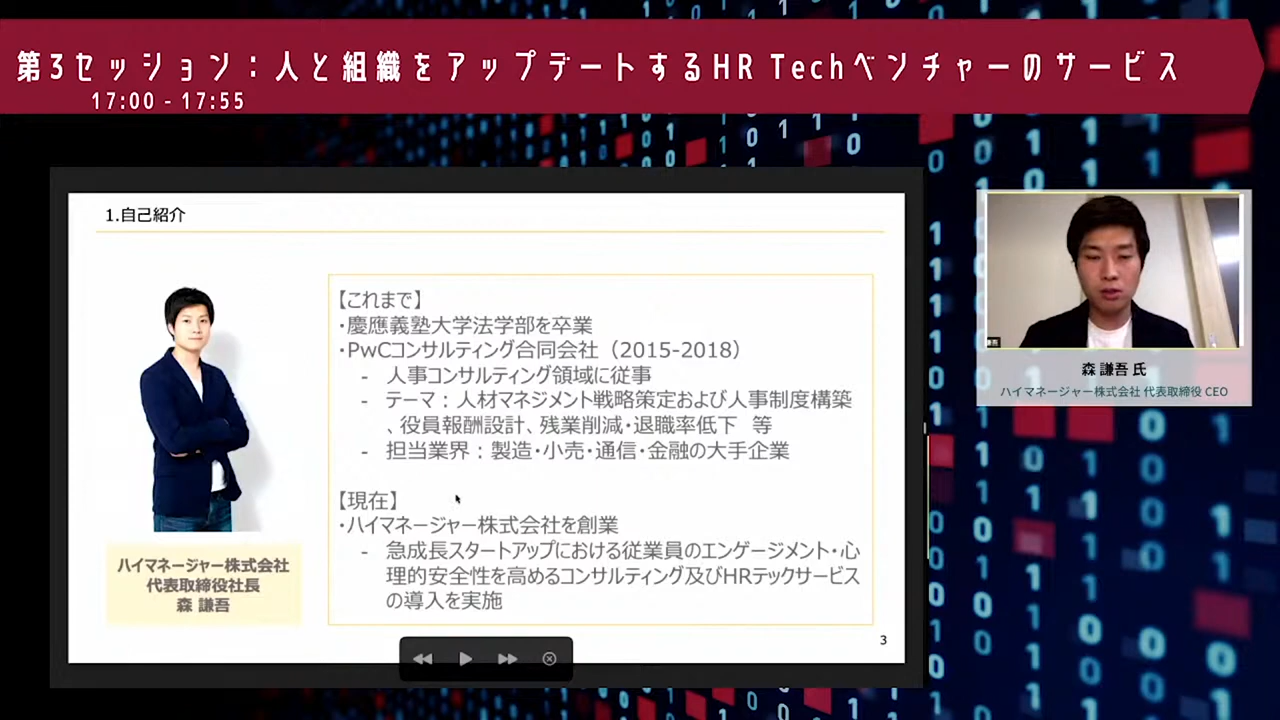 第3セッション：人と組織をアップデートするHR Techベンチャーのサービス
17:00 - 17:55
1.自己紹介
【これまで】
・慶應義塾大学法学部を卒業
・PwCコンサルティング合同会社（2015-2018）
- 人事コンサルティング領域に従事
- テーマ：人材マネジメント戦略策定および人事制度構築
、役員報酬設計、残業削減・退職率低下 等
- 担当業界：製造・小売・通信・金融の大手企業
【現在】
・ハイマネージャー株式会社を創業
- 急成長スタートアップにおける従業員のエンゲージメント・心
理的安全性を高めるコンサルティング及びHRテックサービス
の導入を実施
ハイマネージャー株式会社
代表取締役社長
森 謙吾
3
森 謙吾 氏
ハイマネージャー株式会社 代表取締役 CEO